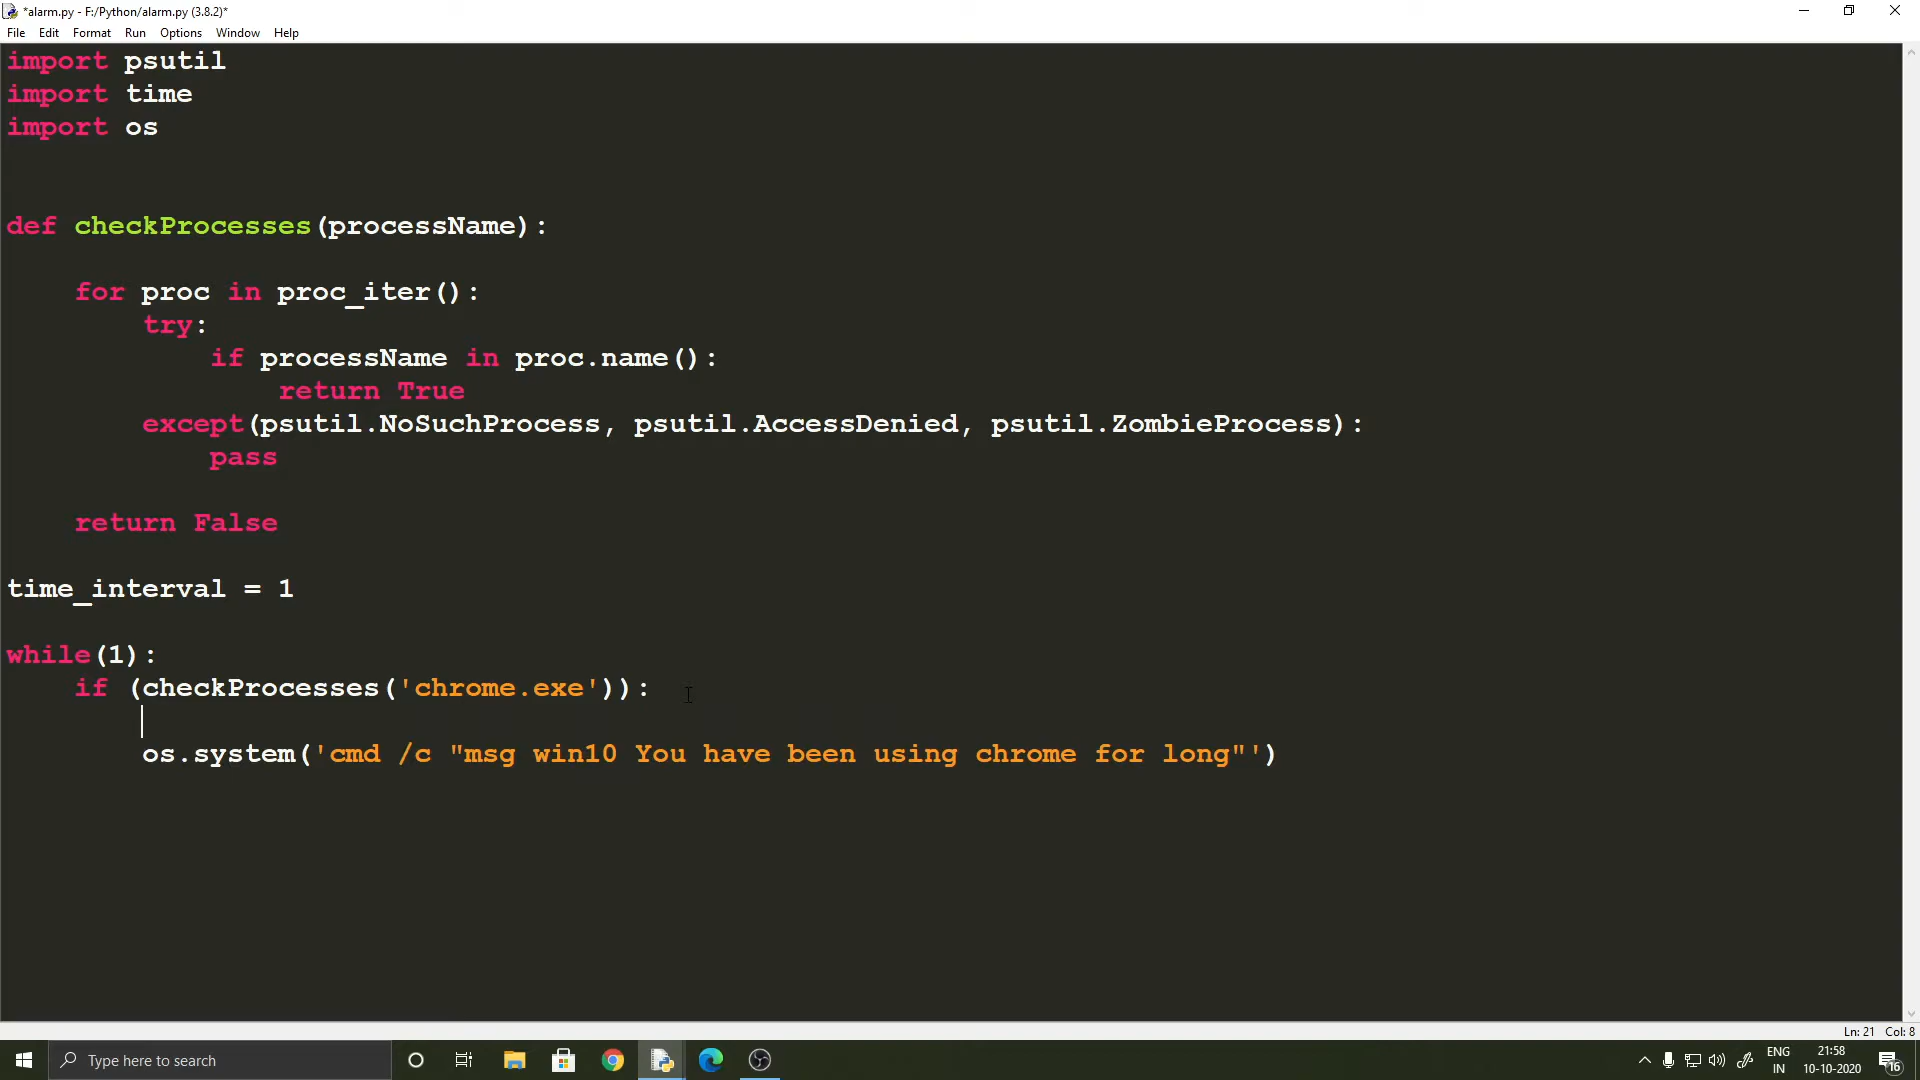 *alarm.py - F:/Python/alarm.py (3.8.2)*
File Edit Format Run Options Window Help
import psutil
import time
import os
def checkProcesses(processName):
    for proc in proc_iter():
        try:
            if processName in proc.name():
                return True
        except(psutil.NoSuchProcess, psutil.AccessDenied, psutil.ZombieProcess):
            pass
    return False
time_interval = 1
while(1):
    if (checkProcesses('chrome.exe')):
        os.system('cmd /c "msg win10 You have been using chrome for long"')
Ln: 21 Col: 8
Type here to search
ENG
IN
21:58
10-10-2020
16